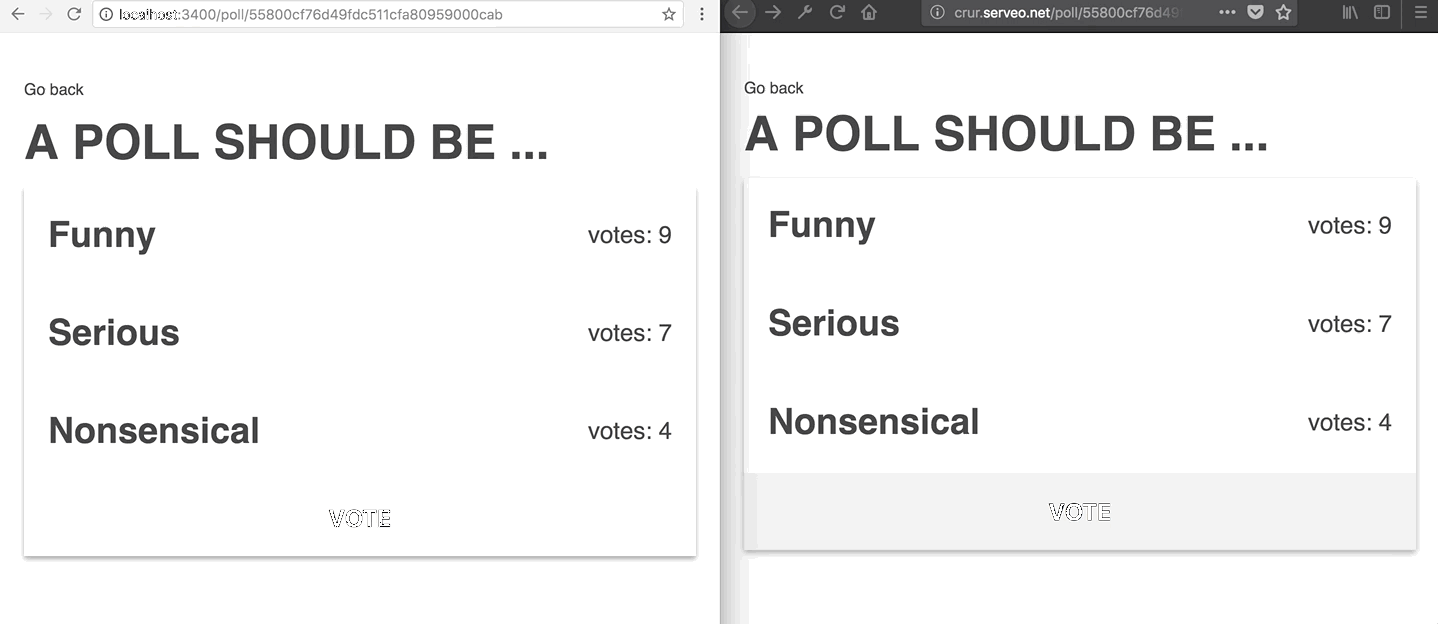 localhost:3400/poll/55800cf76d49fdc511cfa80959000cab
Go back
A POLL SHOULD BE ...
Funny votes: 9
Serious votes: 7
Nonsensical votes: 4
VOTE
crur.serveo.net/poll/55800cf76d49
Go back
A POLL SHOULD BE ...
Funny votes: 9
Serious votes: 7
Nonsensical votes: 4
VOTE